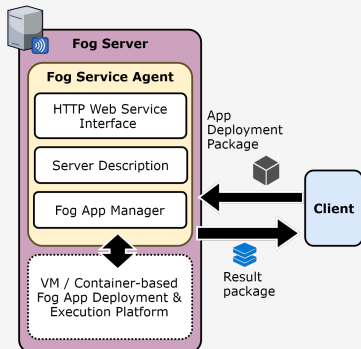 Fog Server
Fog Service Agent
HTTP Web Service
Interface
Server Description
Fog App Manager
VM / Container-based
Fog App Deployment &
Execution Platform
App
Deployment
Package
Client
Result
package